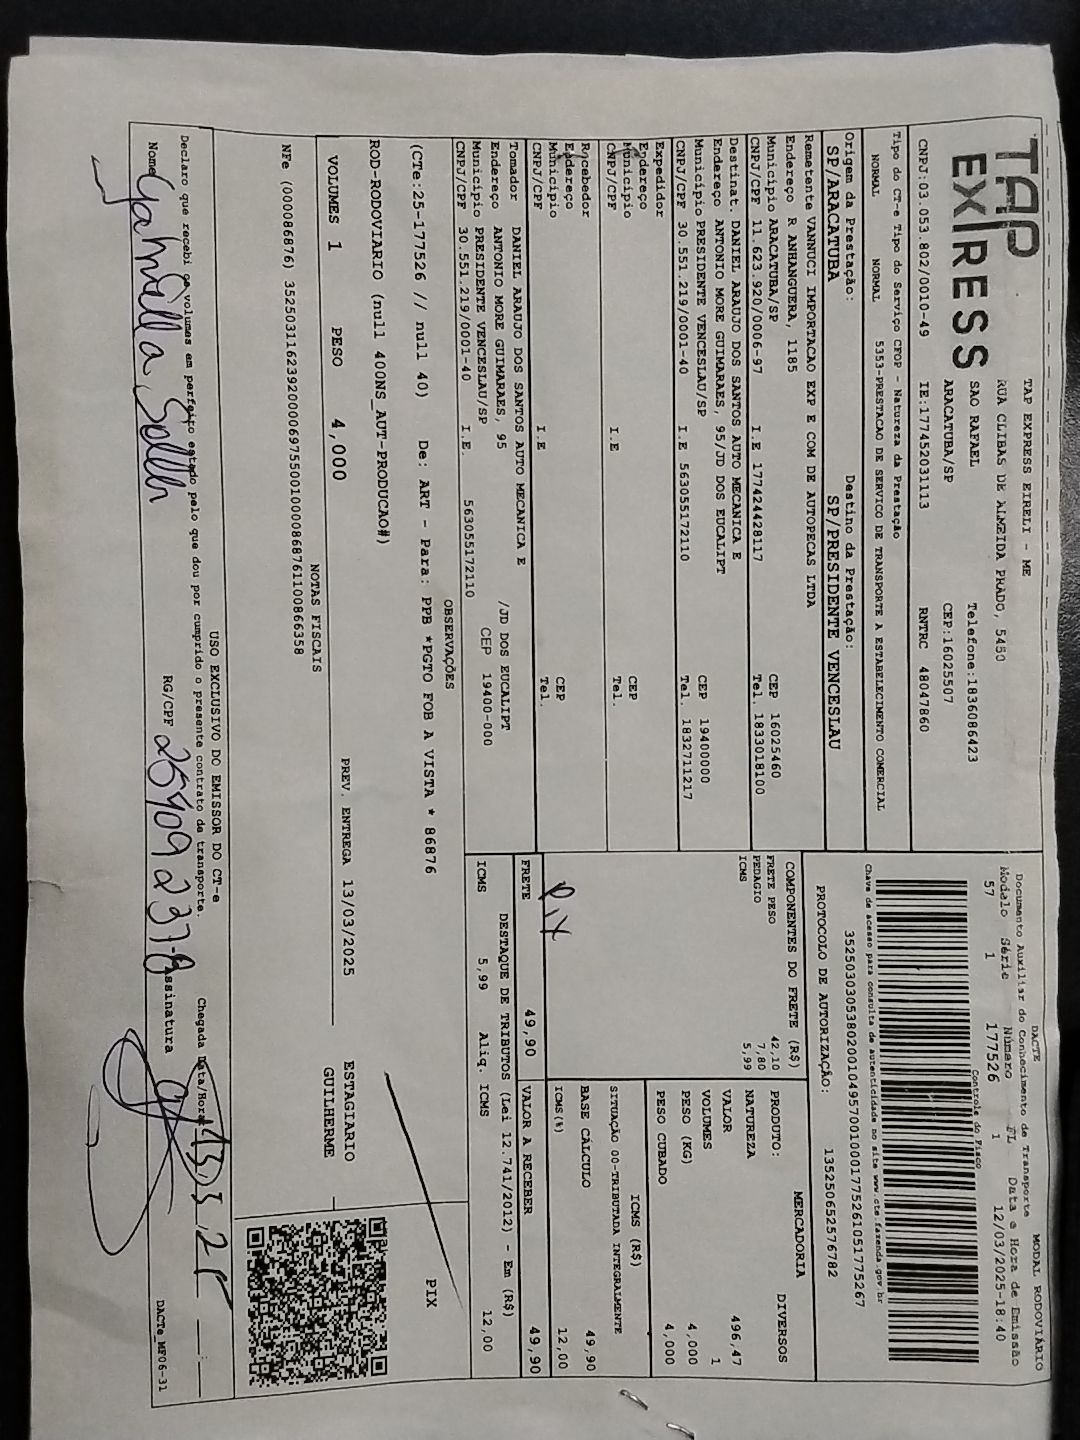 TAP
EXPRESS
TAP EXPRESS EIRELI - ME
RUA CLIBAS DE ALMEIDA PRADO, 5450
SAO RAFAEL Telefone:1836086423
ARACATUBA/SP CEP:16025507
CNPJ:03.053.802/0010-49 IE:177452031113 RNTRC 48047860
Tipo do CT-e Tipo do Serviço CFOP - Natureza da Prestação
NORMAL NORMAL 5353-PRESTACAO DE SERVICO DE TRANSPORTE A ESTABELECIMENTO COMERCIAL
Origem da Prestação: Destino da Prestação:
SP/ARACATUBA SP/PRESIDENTE VENCESLAU
Remetente VANNUCI IMPORTACAO EXP E COM DE AUTOPECAS LTDA
Endereço R ANHANGUERA, 1185
Município ARACATUBA/SP CEP 16025460
CNPJ/CPF 11.623.920/0006-97 I.E 177424428117 Tel. 1833018100
Destinat. DANIEL ARAUJO DOS SANTOS AUTO MECANICA E
Endereço ANTONIO MORE GUIMARAES, 95/JD DOS EUCALIPT
Município PRESIDENTE VENCESLAU/SP CEP 19400000
CNPJ/CPF 30.551.219/0001-40 I.E 563055172110 Tel. 1832711217
Expedidor
Endereço
Município CEP
CNPJ/CPF I.E Tel.
Recebedor
Endereço
Município CEP
CNPJ/CPF I.E Tel.
Tomador DANIEL ARAUJO DOS SANTOS AUTO MECANICA E
Endereço ANTONIO MORE GUIMARAES, 95 /JD DOS EUCALIPT
Município PRESIDENTE VENCESLAU/SP CEP 19400-000
CNPJ/CPF 30.551.219/0001-40 I.E. 563055172110
DACTE MODAL RODOVIÁRIO
Documento Auxiliar do Conhecimento de Transporte
Modalo Série Número FL Data e Hora de Emissão
57 1 177526 1 12/03/2025-18:40
Controle do Fisco
Chave de acesso para consulta de autenticidade no site www.cte.fazenda.gov.br
35250303053802001049570010001775261051775267
PROTOCOLO DE AUTORIZAÇÃO: 135250652576782
COMPONENTES DO FRETE (R$)
FRETE PESO 42,10
PEDAGIO 7,80
ICMS 5,99
Pix
FRETE 49,90
MERCADORIA
PRODUTO: DIVERSOS
NATUREZA
VALOR 496,47
VOLUMES 1
PESO (KG) 4,000
PESO CUBADO 4,000
ICMS (R$)
SITUAÇÃO 00-TRIBUTADA INTEGRALMENTE
BASE CÁLCULO 49,90
ICMS(%) 12,00
VALOR A RECEBER 49,90
DESTAQUE DE TRIBUTOS (Lei 12.741/2012) - Em (R$)
ICMS 5,99 Aliq. ICMS 12,00
OBSERVAÇÕES
(CTe:25-177526 // null 40) De: ART - Para: PPB *PGTO FOB A VISTA * 86876
PIX
ROD-RODOVIARIO (null 400NS_AUT-PRODUCAO#)
VOLUMES 1 PESO 4,000 PREV. ENTREGA 13/03/2025 ESTAGIARIO
GUILHERME
NOTAS FISCAIS
NFe (000086876) 35250311623920000697550010000868761100866358
USO EXCLUSIVO DO EMISSOR DO CT-e
Declaro que recebi os volumes em perfeito estado pelo que dou por cumprido o presente contrato de transporte. Chegada Data/Hora 13, 3, 25 :
Nome RG/CPF 25909237-8 Assinatura
DACTe_MF06-31